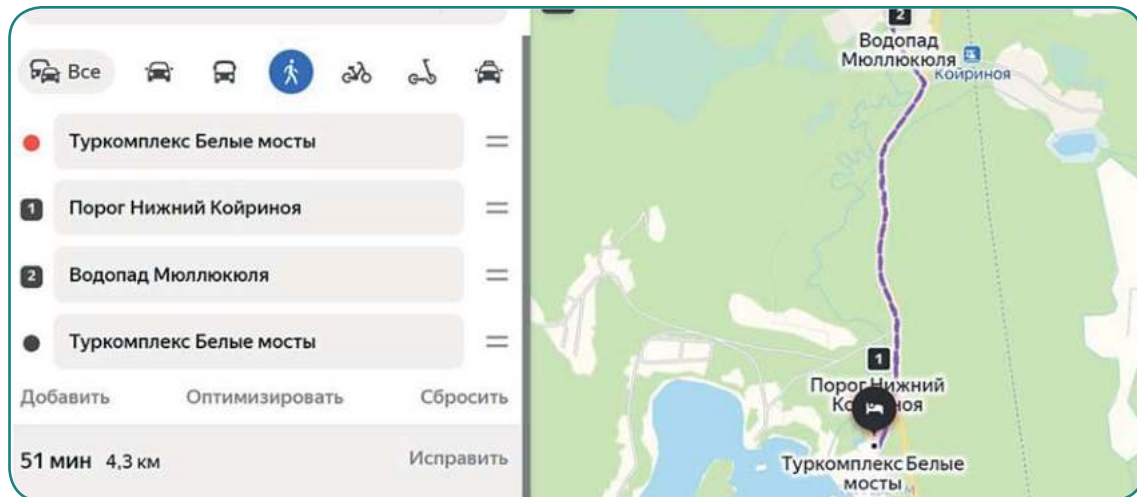 Все
Туркомплекс Белые мосты
1
Порог Нижний Койриноя
2
Водопад Мюллюкюля
Туркомплекс Белые мосты
Добавить Оптимизировать Сбросить
51 мин 4,3 км Исправить
2
Водопад
Мюллюкюля
Койриноя
1
Порог Нижний
Туркомплекс Белые
мосты